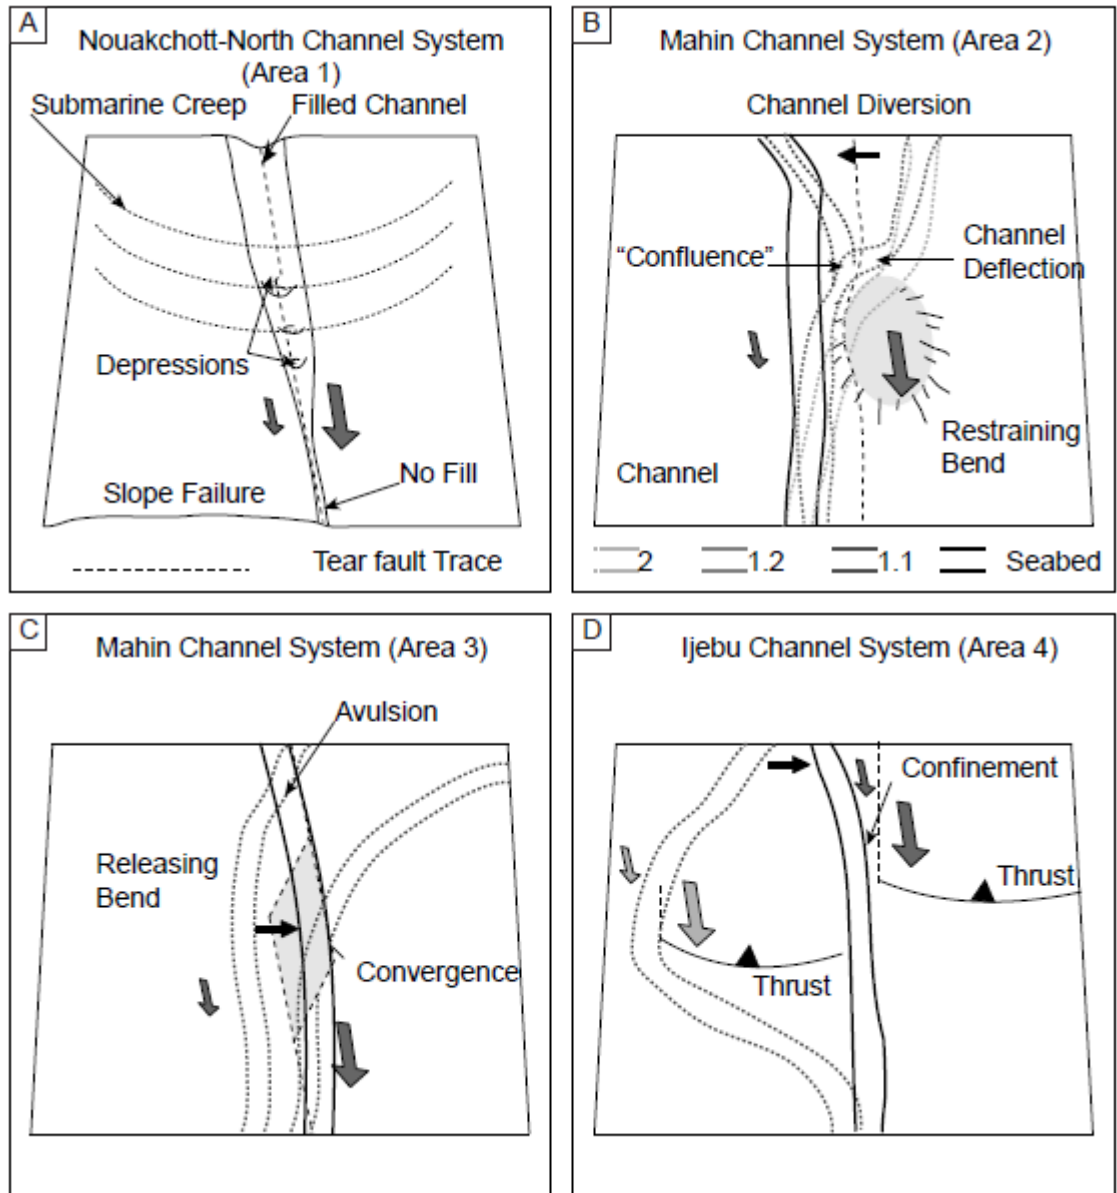 A
Nouakchott-North Channel System
(Area 1)
Submarine Creep
Filled Channel
Depressions
No Fill
Slope Failure
Tear fault Trace
B
Mahin Channel System (Area 2)
Channel Diversion
“Confluence”
Channel
Deflection
Restraining
Bend
Channel
2
1.2
1.1
Seabed
C
Mahin Channel System (Area 3)
Avulsion
Releasing
Bend
Convergence
D
Ijebu Channel System (Area 4)
Confinement
Thrust
Thrust